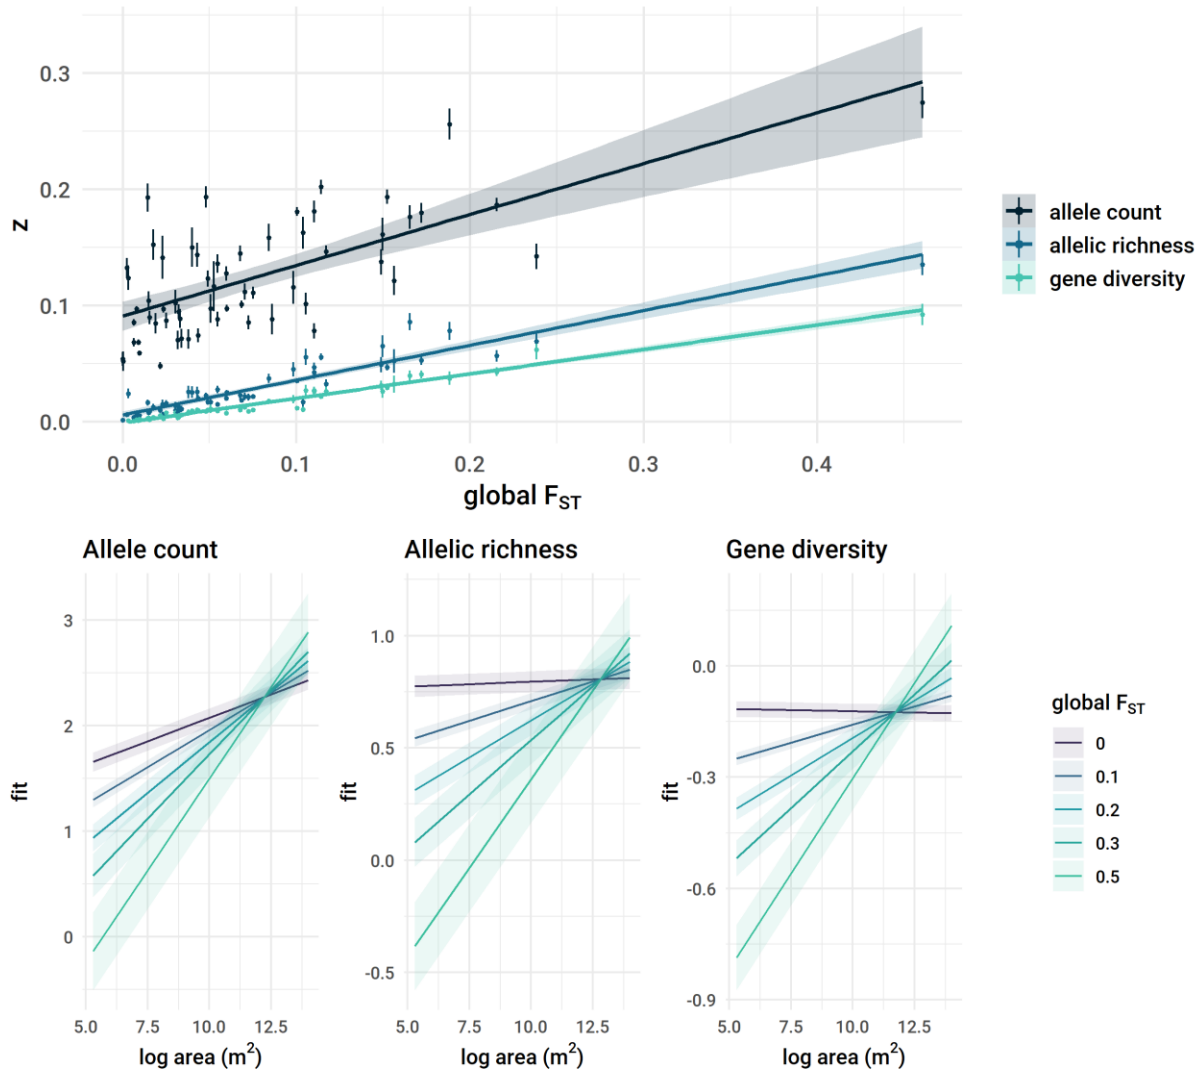 z
0.3
0.2
0.1
0.0
0.0 0.1 0.2 0.3 0.4
global F_ST
allele count
allelic richness
gene diversity
Allele count
fit
3
2
1
0
5.0 7.5 10.0 12.5
log area (m²)
Allelic richness
fit
1.0
0.5
0.0
-0.5
5.0 7.5 10.0 12.5
log area (m²)
Gene diversity
fit
0.0
-0.3
-0.6
-0.9
5.0 7.5 10.0 12.5
log area (m²)
global F_ST
0
0.1
0.2
0.3
0.5